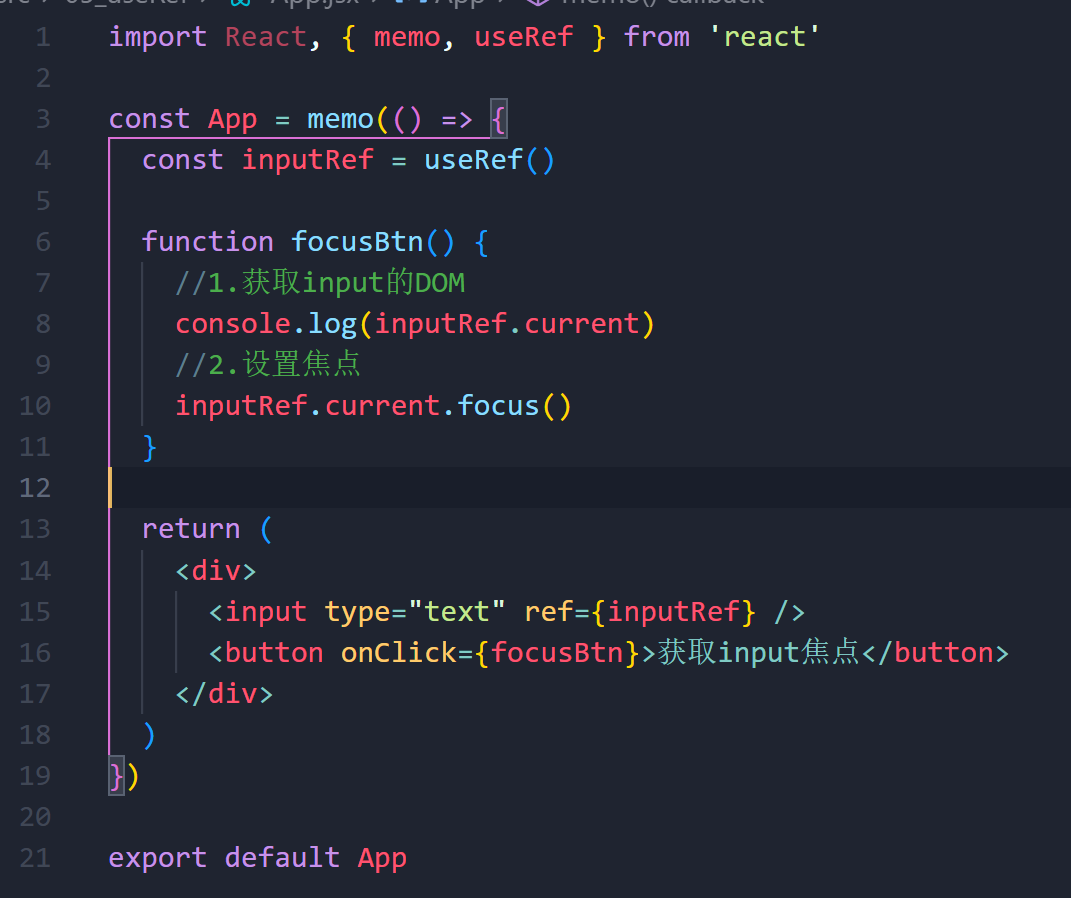 1 import React, { memo, useRef } from 'react'
2
3 const App = memo(() => {
4   const inputRef = useRef()
5
6   function focusBtn() {
7     //1.获取input的DOM
8     console.log(inputRef.current)
9     //2.设置焦点
10     inputRef.current.focus()
11   }
12
13   return (
14     <div>
15       <input type="text" ref={inputRef} />
16       <button onClick={focusBtn}>获取input焦点</button>
17     </div>
18   )
19 })
20
21 export default App